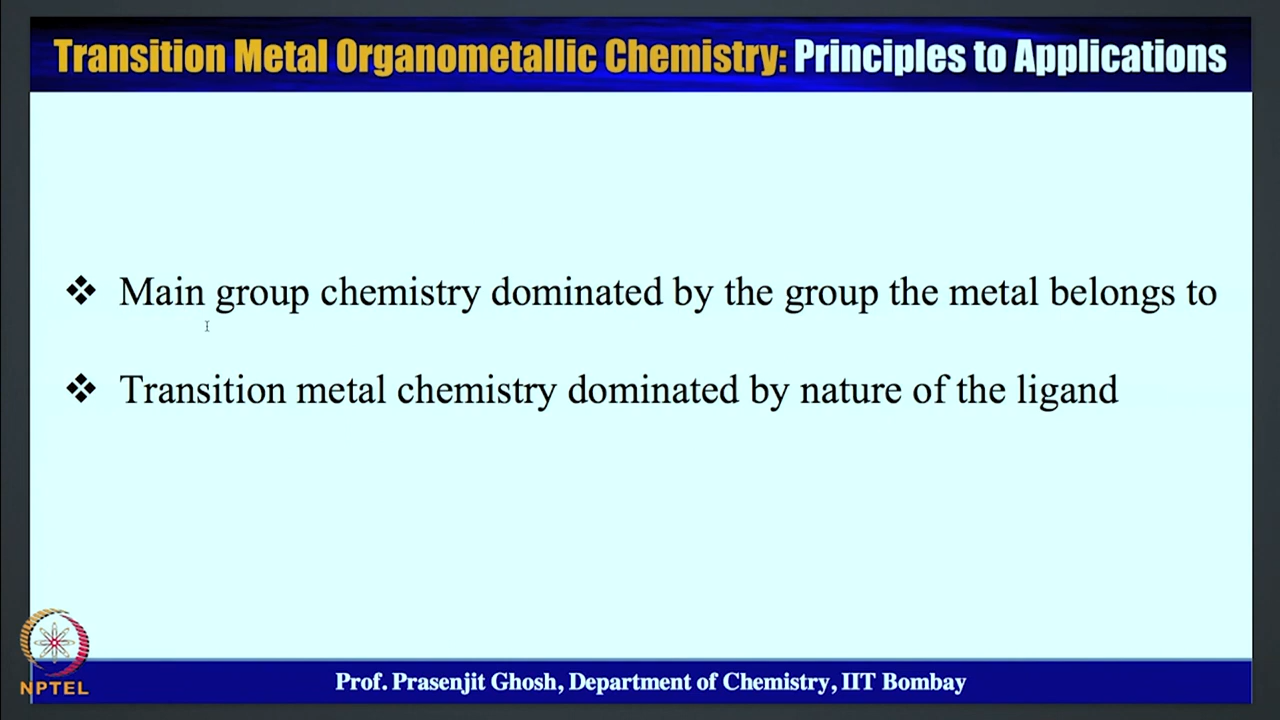 Transition Metal Organometallic Chemistry: Principles to Applications
❖ Main group chemistry dominated by the group the metal belongs to
❖ Transition metal chemistry dominated by nature of the ligand
NPTEL
Prof. Prasenjit Ghosh, Department of Chemistry, IIT Bombay